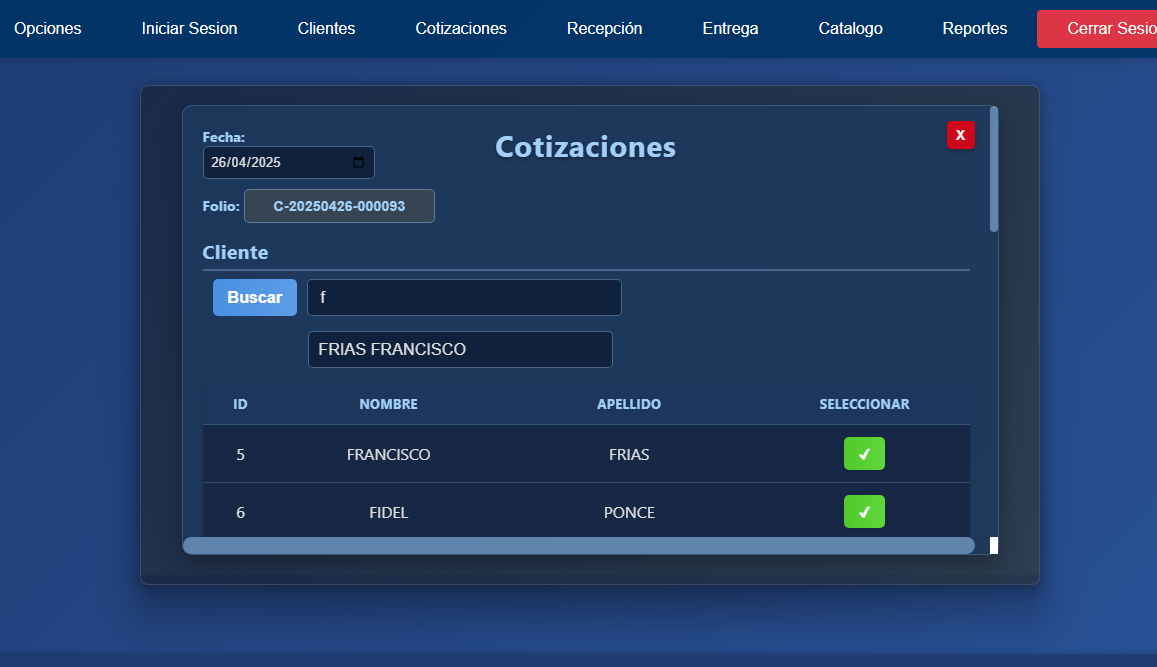 Opciones Iniciar Sesion Clientes Cotizaciones Recepción Entrega Catalogo Reportes Cerrar Sesio
X
Fecha:
Cotizaciones
26/04/2025
Folio: C-20250426-000093
Cliente
Buscar f
FRIAS FRANCISCO
ID NOMBRE APELLIDO SELECCIONAR
5 FRANCISCO FRIAS ✓
6 FIDEL PONCE ✓